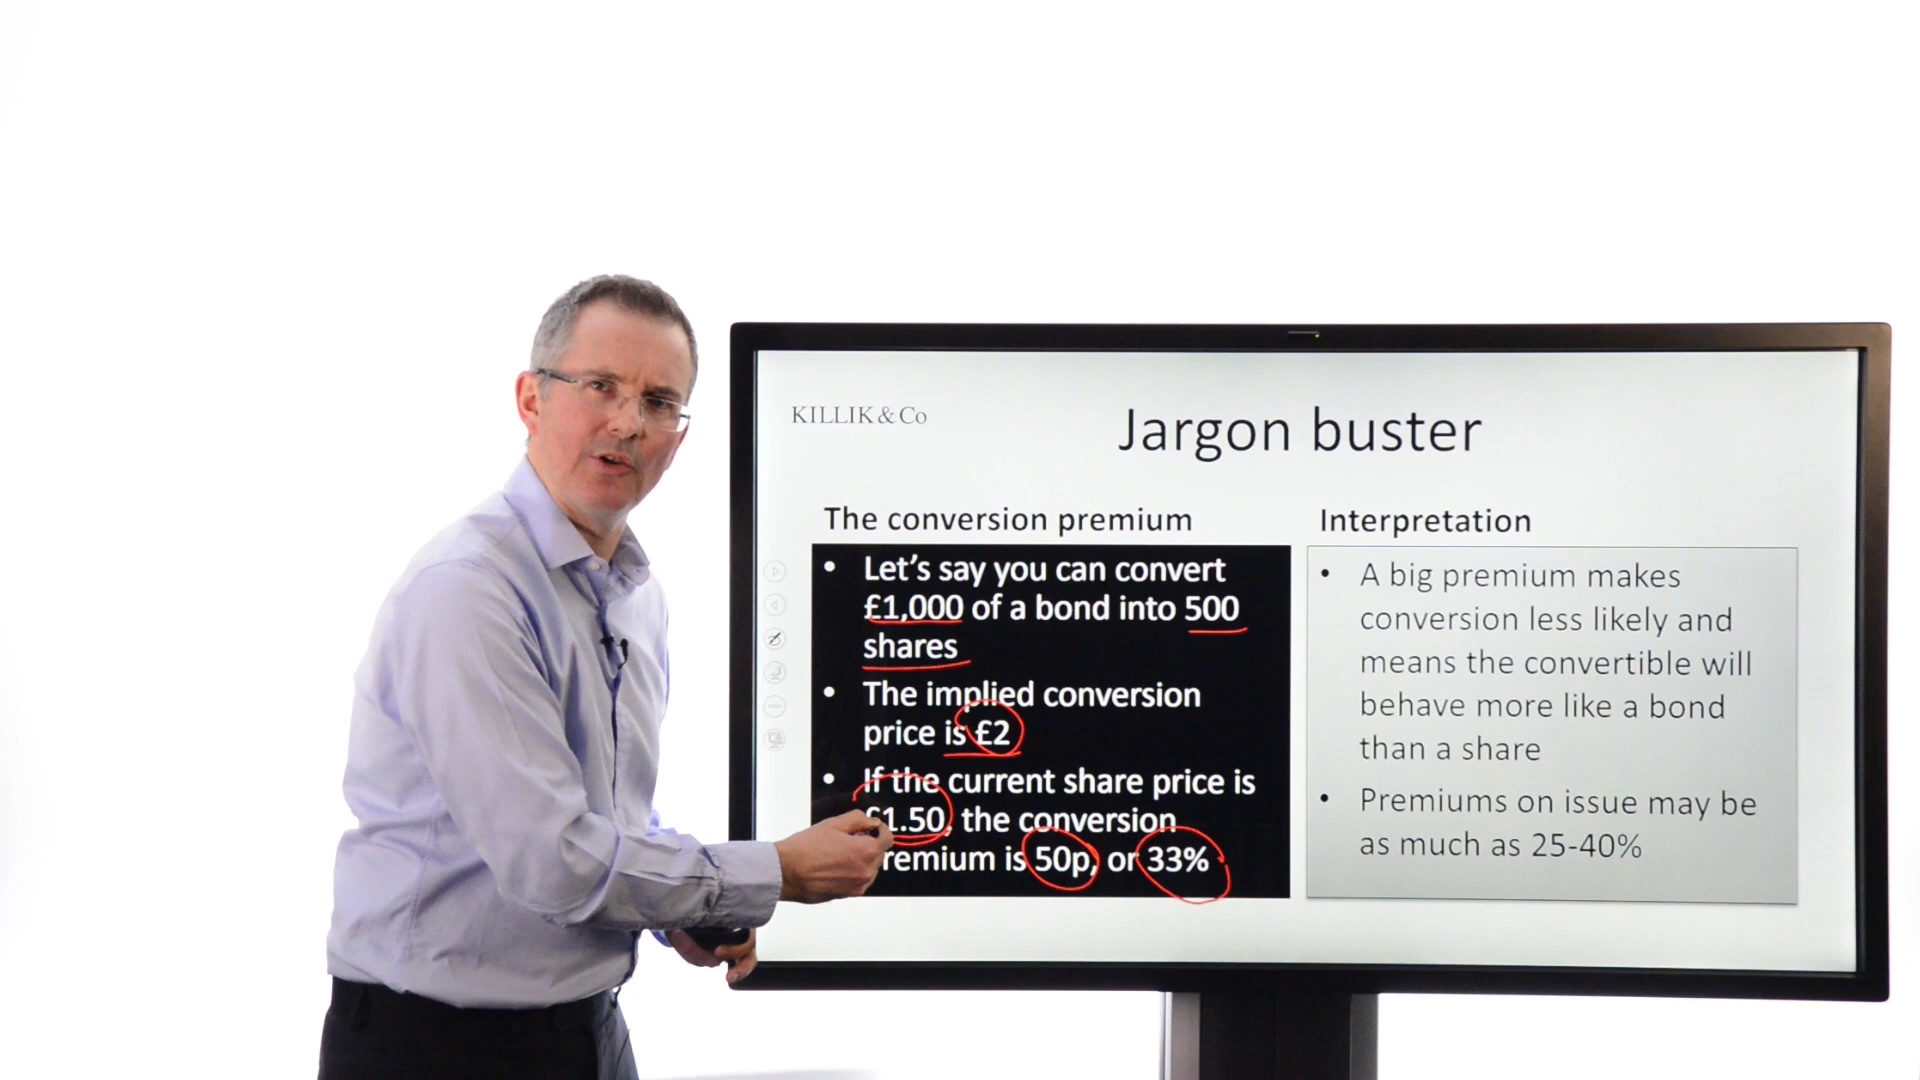 KILLIK & Co
Jargon buster
The conversion premium
• Let's say you can convert
£1,000 of a bond into 500
shares
• The implied conversion
price is £2
• If the current share price is
£1.50, the conversion
remium is 50p, or 33%
Interpretation
• A big premium makes
conversion less likely and
means the convertible will
behave more like a bond
than a share
• Premiums on issue may be
as much as 25-40%